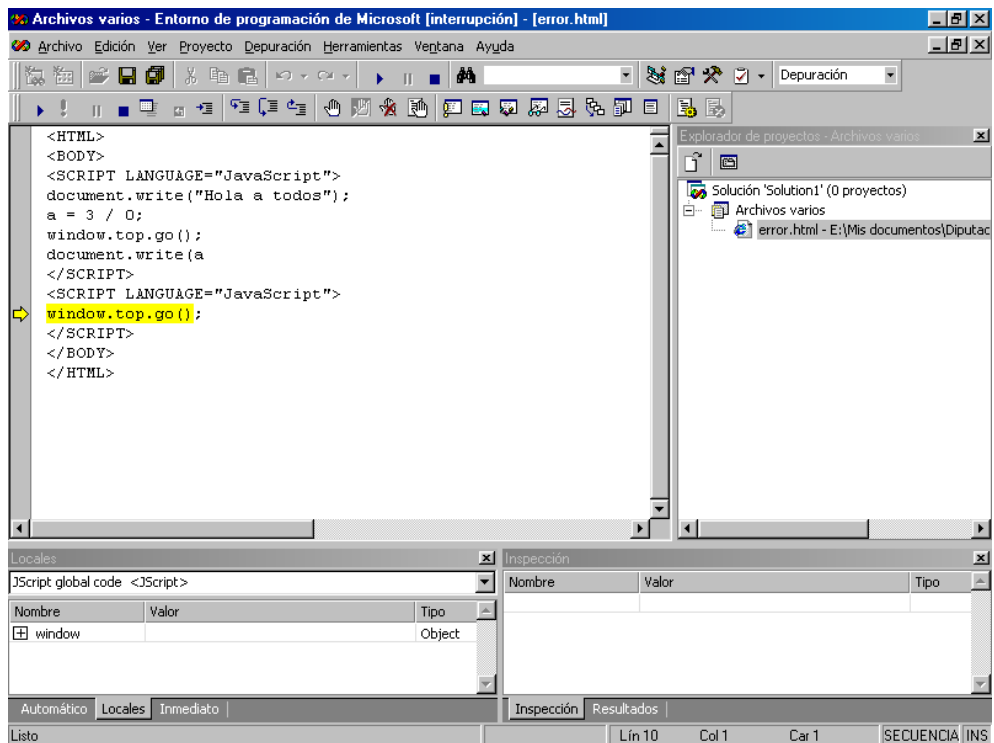 Archivos varios - Entorno de programación de Microsoft [interrupción] - [error.html]
Archivo Edición Ver Proyecto Depuración Herramientas Ventana Ayuda
Depuración
<HTML>
<BODY>
<SCRIPT LANGUAGE="JavaScript">
document.write("Hola a todos");
a = 3 / 0;
window.top.go();
document.write(a
</SCRIPT>
<SCRIPT LANGUAGE="JavaScript">
window.top.go();
</SCRIPT>
</BODY>
</HTML>
Explorador de proyectos - Archivos varios
Solución 'Solution1' (0 proyectos)
Archivos varios
error.html - E:\Mis documentos\Diputac
Locales
JScript global code <JScript>
Nombre Valor Tipo
window Object
Automático Locales Inmediato
Inspección
Nombre Valor Tipo
Inspección Resultados
Listo Lín 10 Col 1 Car 1 SECUENCIA INS